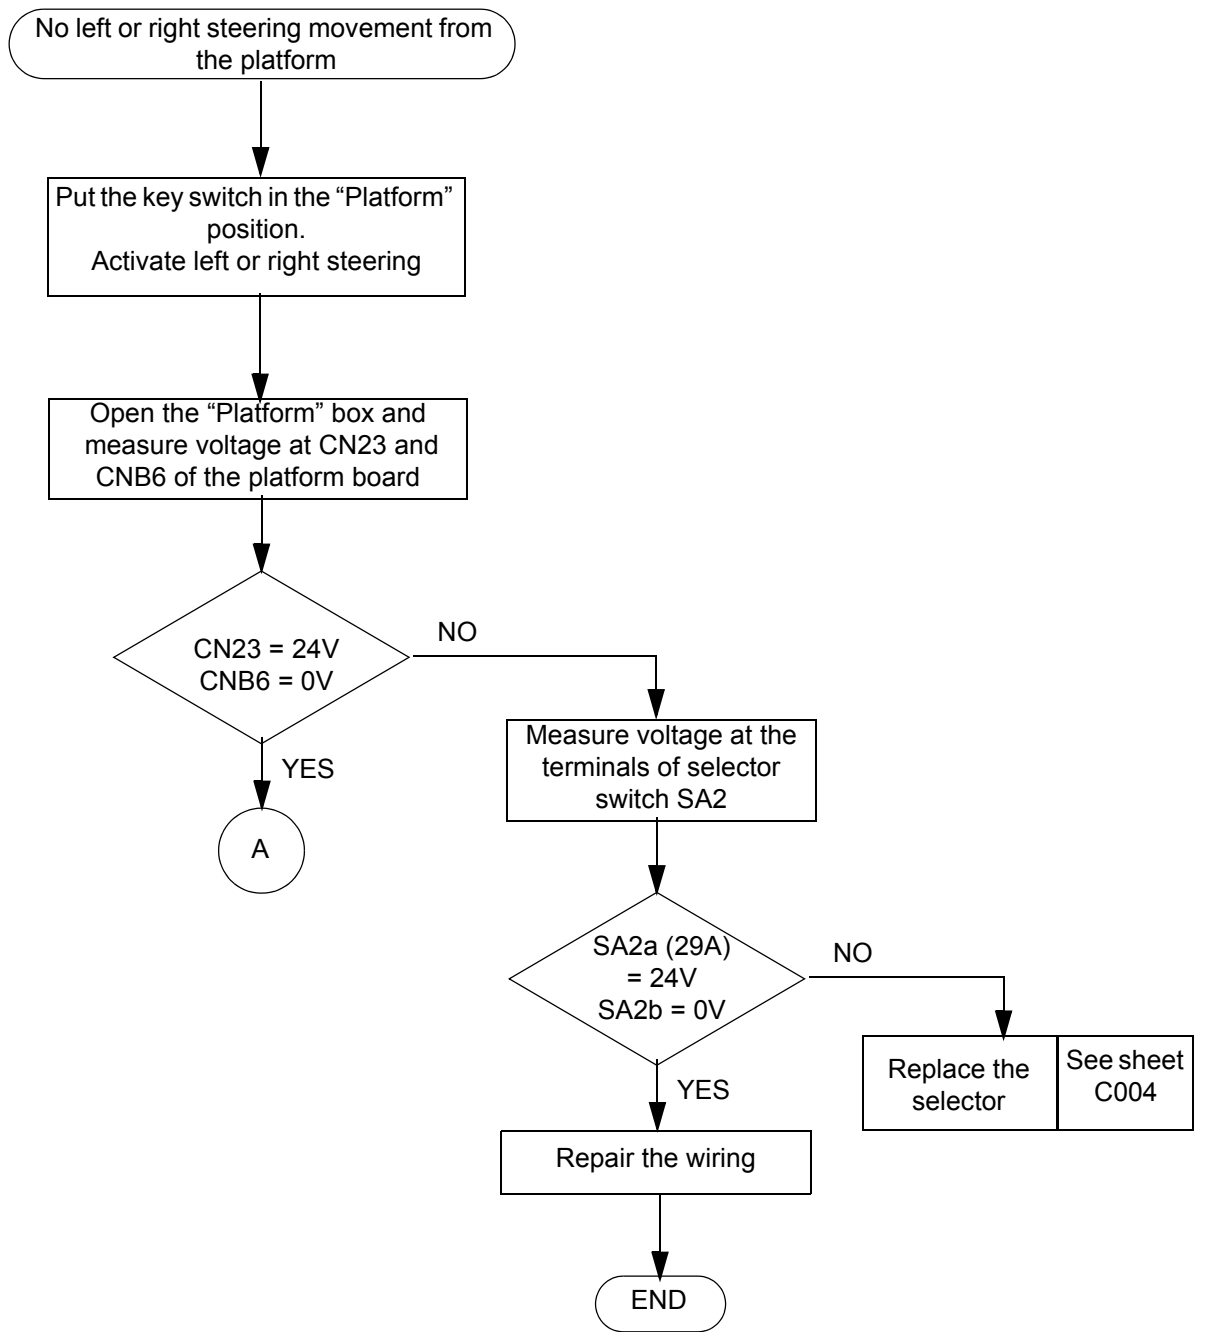 No left or right steering movement from
the platform
Put the key switch in the “Platform”
position.
Activate left or right steering
Open the “Platform” box and
measure voltage at CN23 and
CNB6 of the platform board
CN23 = 24V
CNB6 = 0V
NO
YES
A
Measure voltage at the
terminals of selector
switch SA2
SA2a (29A)
= 24V
SA2b = 0V
NO
YES
Replace the
selector
See sheet
C004
Repair the wiring
END